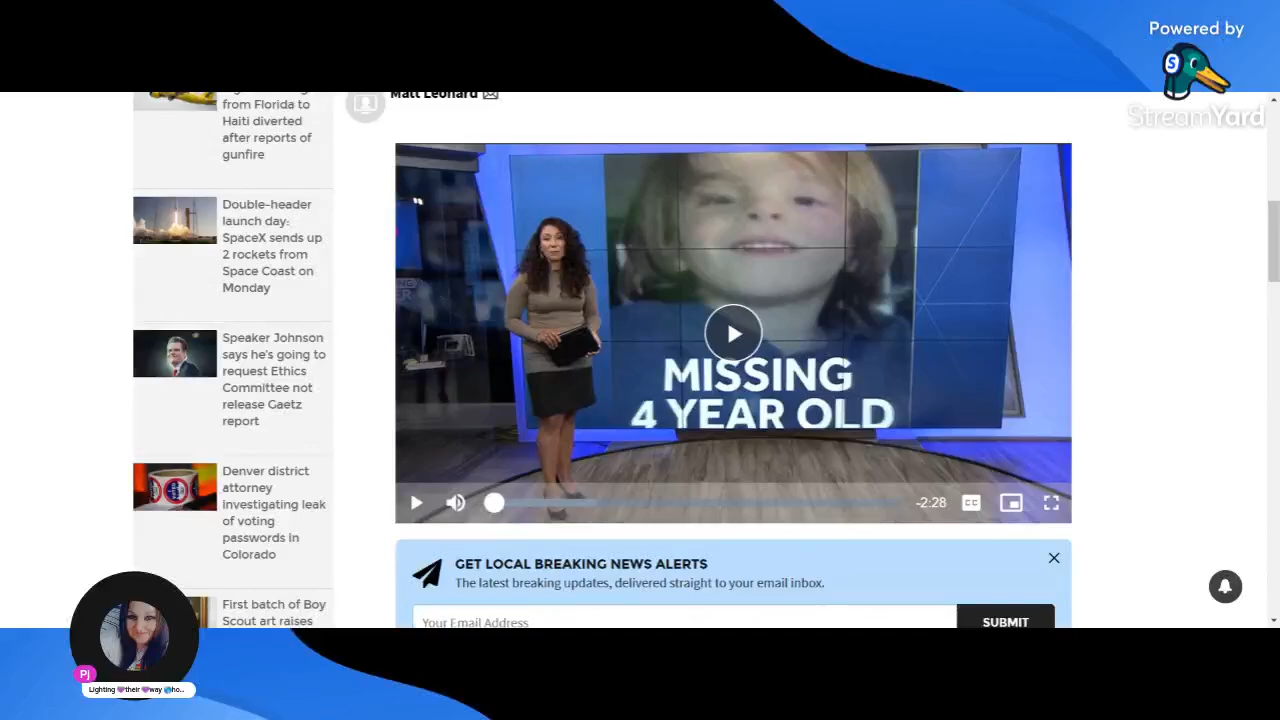 Powered by
StreamYard
Matt Leonard
from Florida to
Haiti diverted
after reports of
gunfire
Double-header
launch day:
SpaceX sends up
2 rockets from
Space Coast on
Monday
Speaker Johnson
says he's going to
request Ethics
Committee not
release Gaetz
report
Denver district
attorney
investigating leak
of voting
passwords in
Colorado
First batch of Boy
Scout art raises
MISSING
4 YEAR OLD
-2:28
CC
GET LOCAL BREAKING NEWS ALERTS
The latest breaking updates, delivered straight to your email inbox.
Your Email Address
SUBMIT
Pj
Lighting 💜their 💜way 🌎ho...